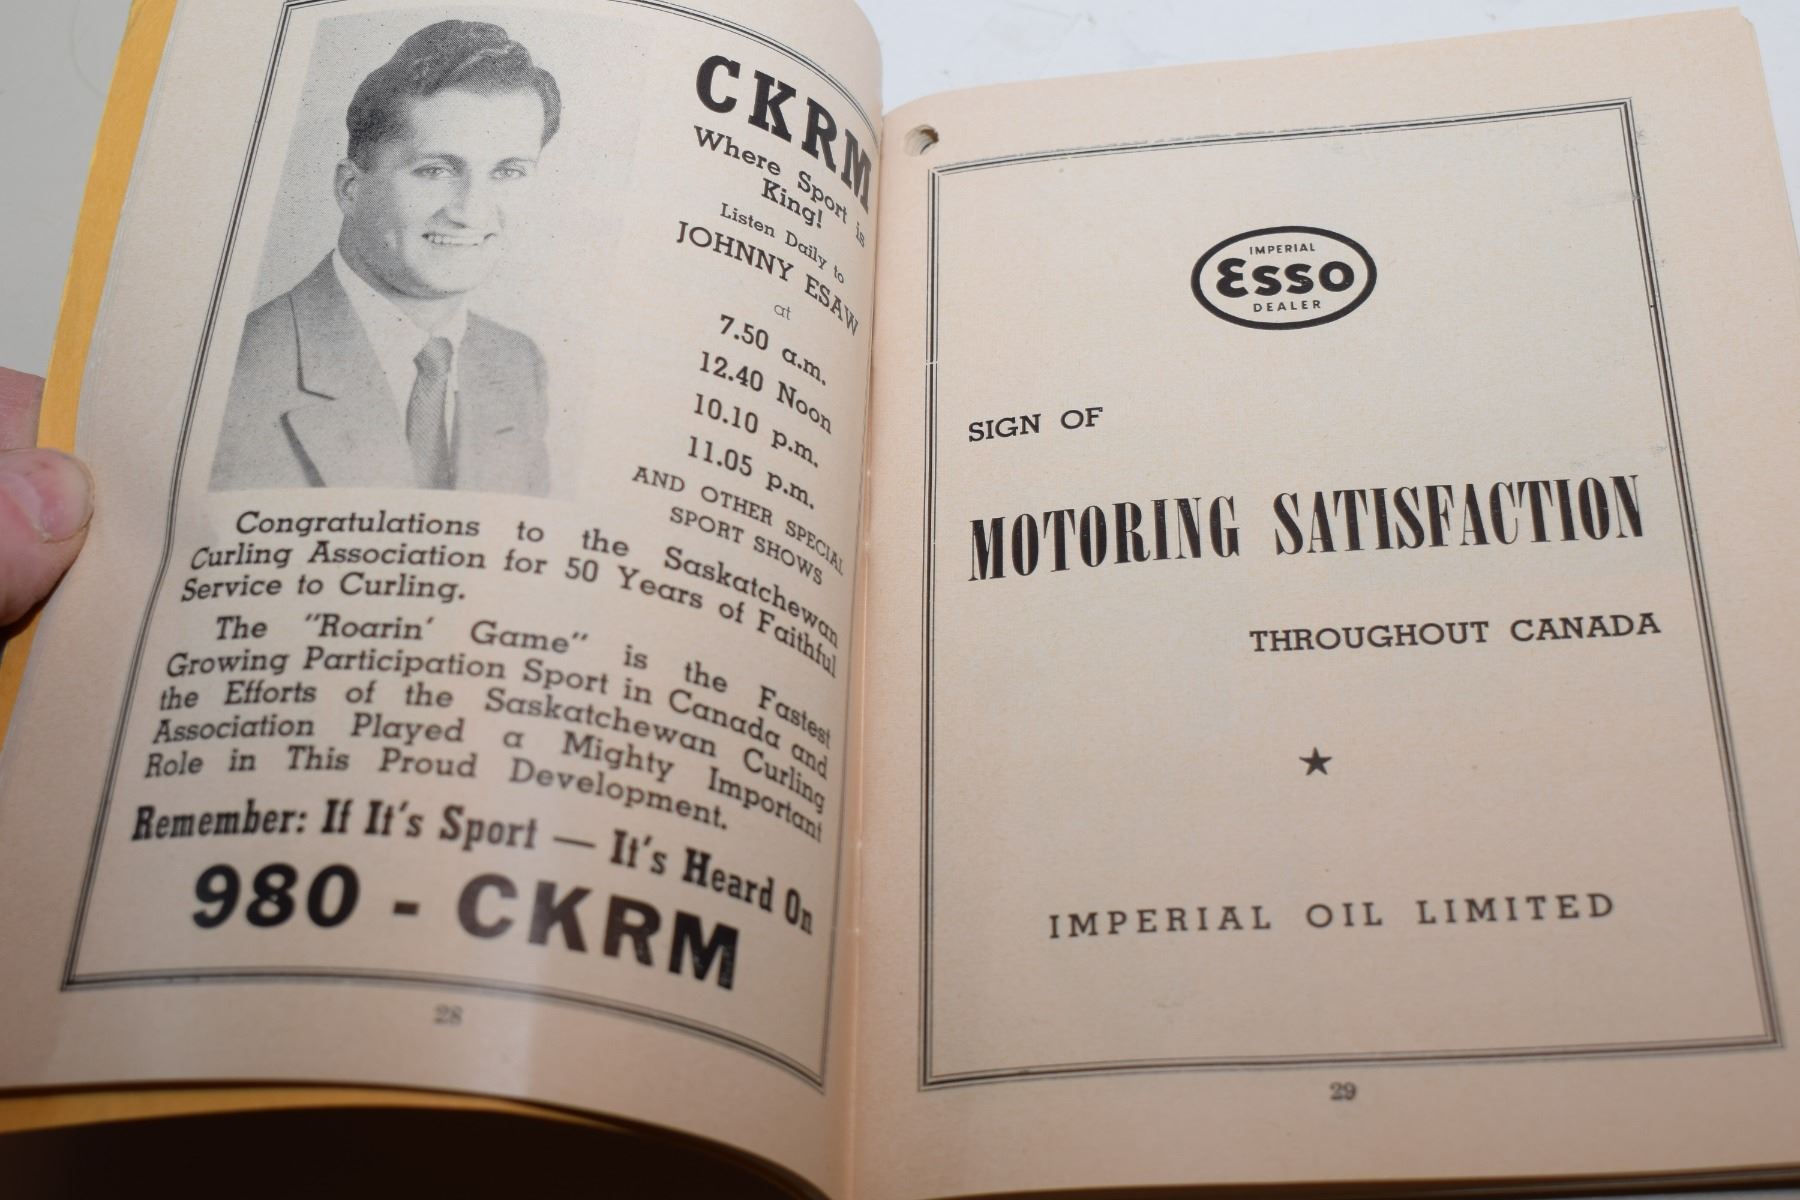 CKRM
Where Sport is
King!
Listen Daily to
JOHNNY ESAW
at
7.50 a.m.
12.40 Noon
10.10 p.m.
11.05 p.m.
AND OTHER SPECIAL
SPORT SHOWS
Congratulations to the Saskatchewan
Curling Association for 50 Years of Faithful
Service to Curling.
The "Roarin' Game" is the Fastest
Growing Participation Sport in Canada and
the Efforts of the Saskatchewan Curling
Association Played a Mighty Important
Role in This Proud Development.
Remember: If It's Sport — It's Heard On
980 - CKRM
28
IMPERIAL
Esso
DEALER
SIGN OF
MOTORING SATISFACTION
THROUGHOUT CANADA
IMPERIAL OIL LIMITED
29